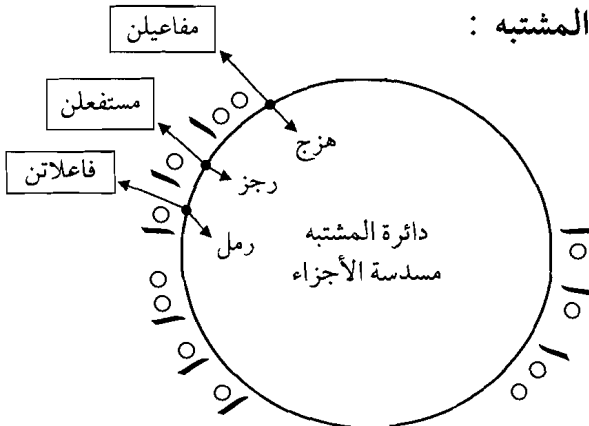 المشتبه :
مفاعيلن
هزج
مستفعلن
رجز
فاعلاتن
رمل
دائرة المشتبه
مسدسة الأجزاء